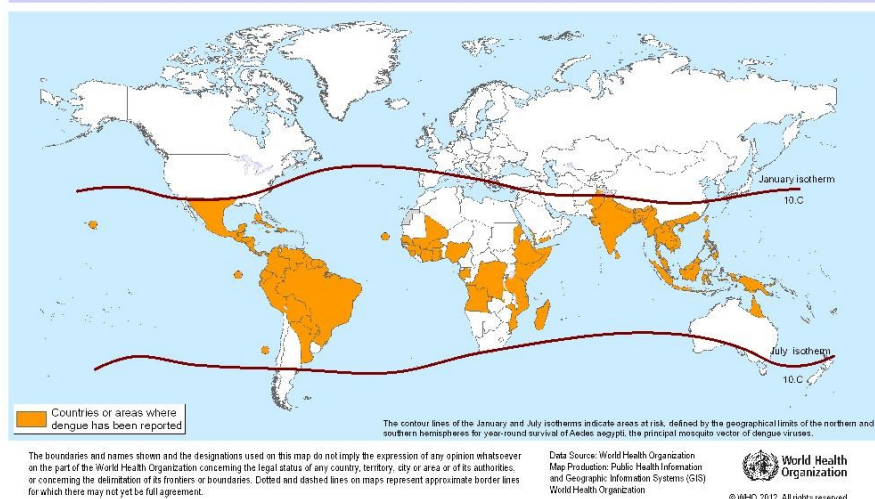 January isotherm
10.C
July isotherm
10.C
Countries or areas where
dengue has been reported
The contour lines of the January and July isotherms indicate areas at risk, defined by the geographical limits of the northern and
southern hemispheres for year-round survival of Aedes aegypti, the principal mosquito vector of dengue viruses.
The boundaries and names shown and the designations used on this map do not imply the expression of any opinion whatsoever
on the part of the World Health Organization concerning the legal status of any country, territory, city or area or of its authorities,
or concerning the delimitation of its frontiers or boundaries. Dotted and dashed lines on maps represent approximate border lines
for which there may not yet be full agreement.
Data Source: World Health Organization
Map Production: Public Health Information
and Geographic Information Systems (GIS)
World Health Organization
World Health
Organization
© WHO 2012. All rights reserved